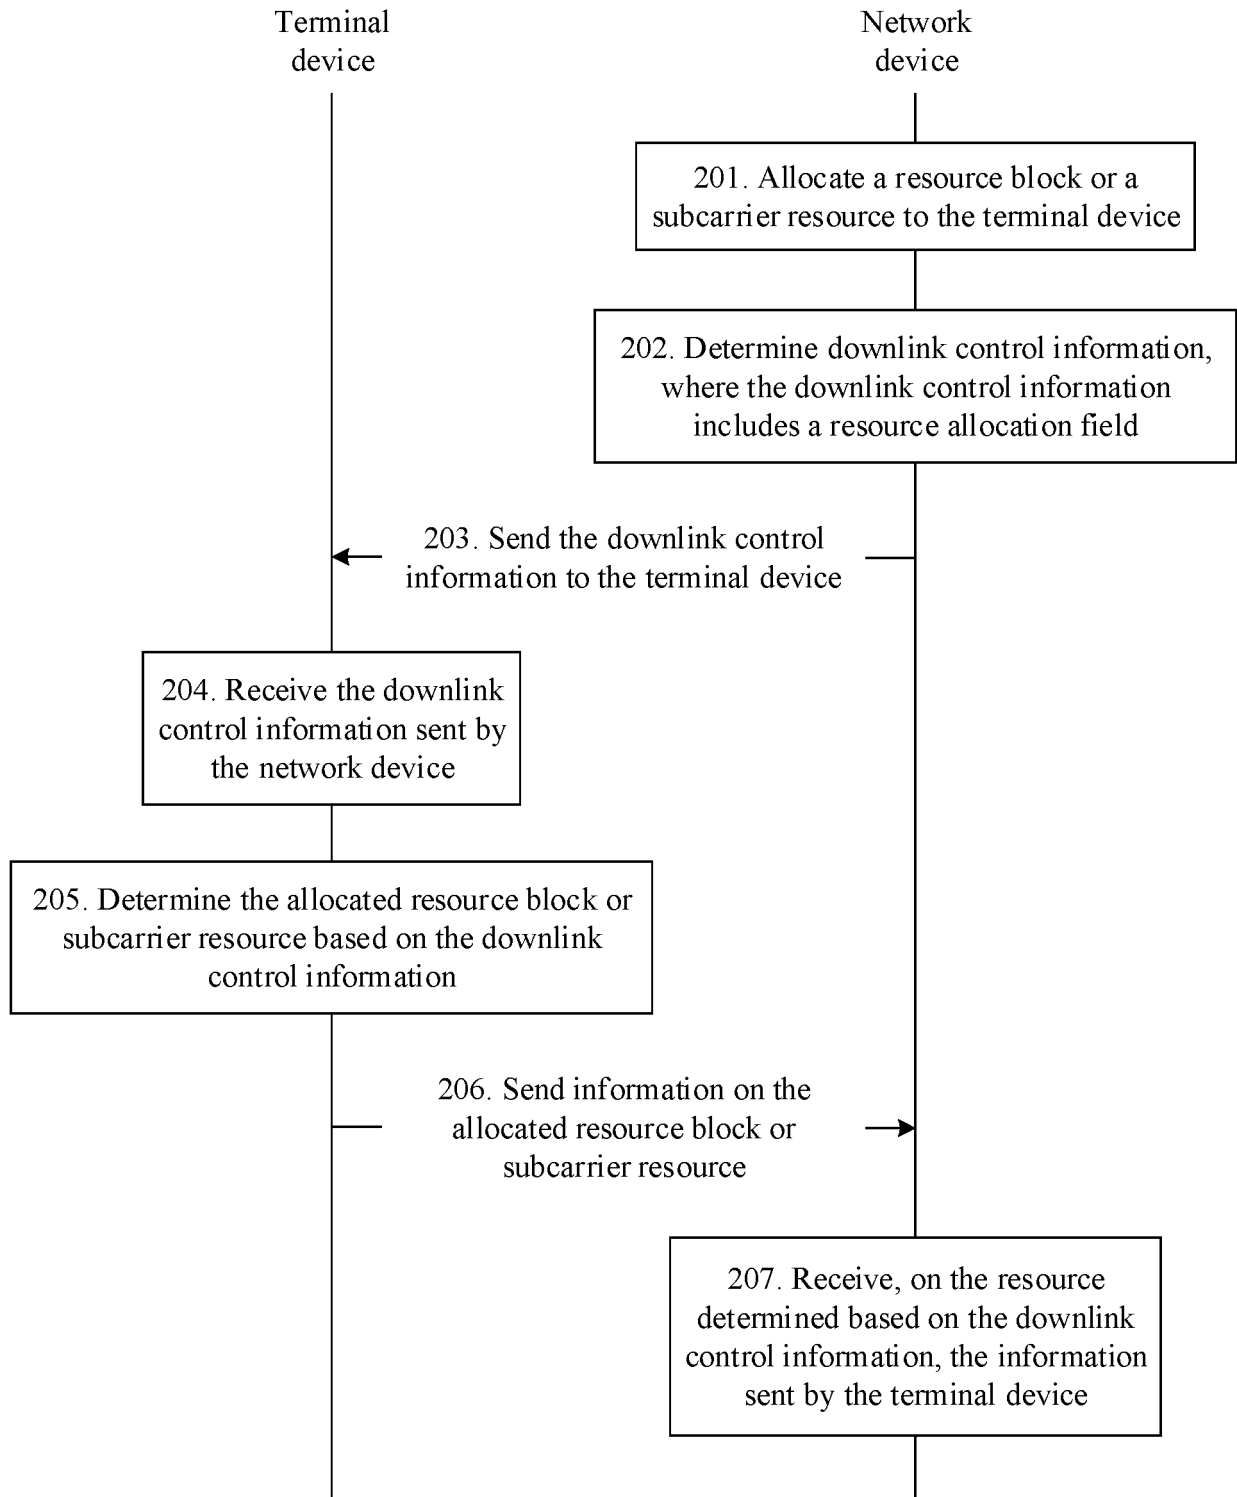 Terminal
device
Network
device
201. Allocate a resource block or a
subcarrier resource to the terminal device
202. Determine downlink control information,
where the downlink control information
includes a resource allocation field
203. Send the downlink control
information to the terminal device
204. Receive the downlink
control information sent by
the network device
205. Determine the allocated resource block or
subcarrier resource based on the downlink
control information
206. Send information on the
allocated resource block or
subcarrier resource
207. Receive, on the resource
determined based on the downlink
control information, the information
sent by the terminal device